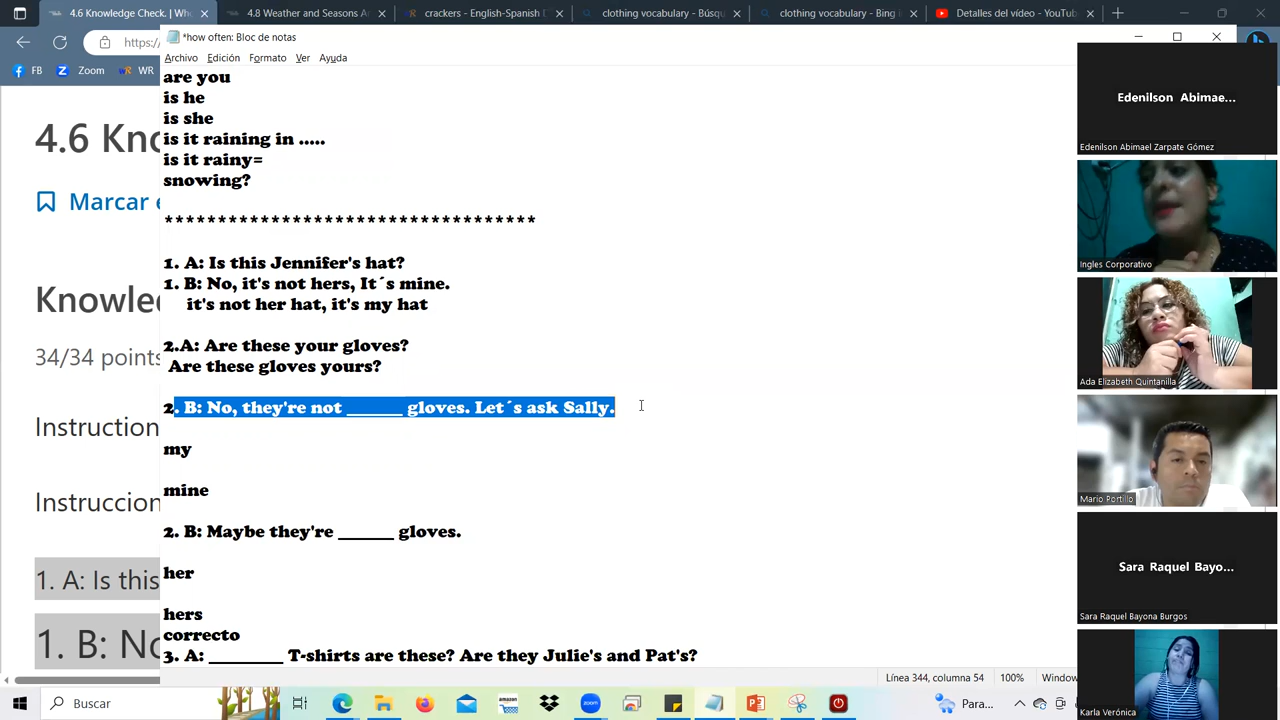 4.6 Knowledge Check. | Wh
4.8 Weather and Seasons A
crackers - English-Spanish D
clothing vocabulary - Búsqu
clothing vocabulary - Bing i
Detalles del vídeo - YouTub
https://
FB
Zoom
WR
*how often: Bloc de notas
Archivo Edición Formato Ver Ayuda
are you
is he
is she
is it raining in .....
is it rainy=
snowing?
**********************************
1. A: Is this Jennifer's hat?
1. B: No, it's not hers, It´s mine.
it's not her hat, it's my hat
2.A: Are these your gloves?
Are these gloves yours?
2. B: No, they're not ______ gloves. Let´s ask Sally.
my
mine
2. B: Maybe they're ______ gloves.
her
hers
correcto
3. A: ________ T-shirts are these? Are they Julie's and Pat's?
Línea 344, columna 54
100%
Window
4.6 Kno
Marcar e
Knowled
34/34 points
Instruction
Instruccion
1. A: Is this
1. B: No
Edenilson Abimae...
Edenilson Abimael Zarpate Gómez
Ingles Corporativo
Ada Elizabeth Quintanilla
Mario Portillo
Sara Raquel Bayo...
Sara Raquel Bayona Burgos
Karla Verónica
Buscar
amazon
zoom
Para...